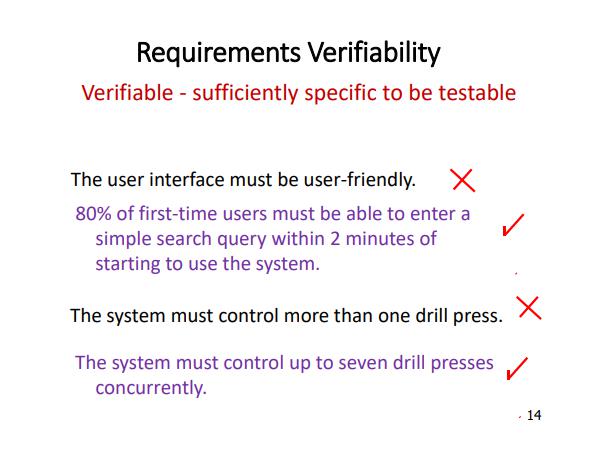 Requirements Verifiability
Verifiable - sufficiently specific to be testable
The user interface must be user-friendly.
80% of first-time users must be able to enter a
simple search query within 2 minutes of
starting to use the system.
The system must control more than one drill press.
The system must control up to seven drill presses
concurrently.
14